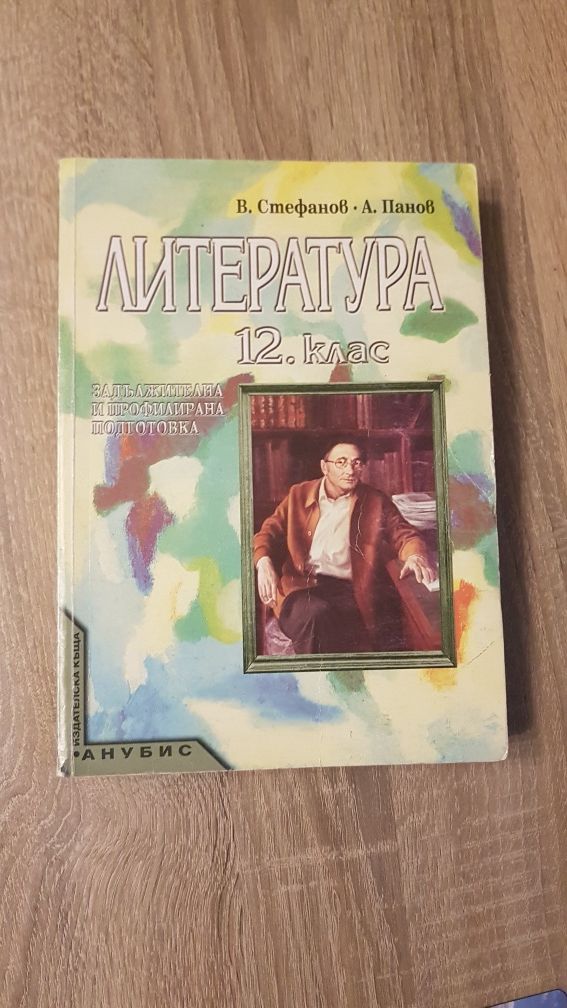 В. Стефанов · А. Панов
ЛИТЕРАТУРА
12. клас
ЗАДЪЛЖИТЕЛНА
И ПРОФИЛИРАНА
ПОДГОТОВКА
ИЗДАТЕЛСКА КЪЩА
АНУБИС